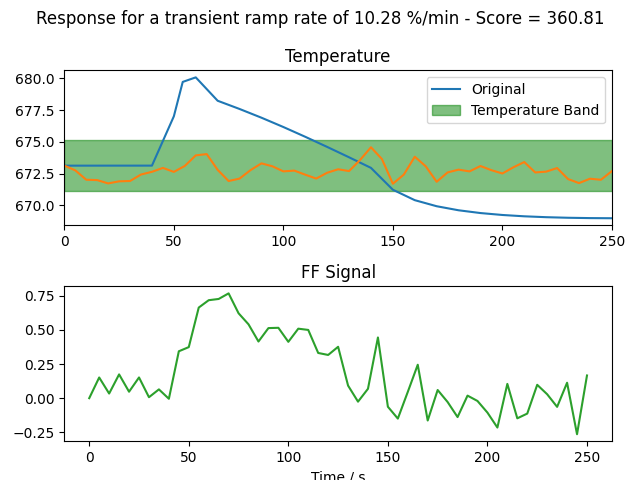 Response for a transient ramp rate of 10.28 %/min - Score = 360.81
Temperature
680.0
677.5
675.0
672.5
670.0
Original
Temperature Band
0 50 100 150 200 250
FF Signal
0.75
0.50
0.25
0.00
−0.25
0 50 100 150 200 250
Time / s